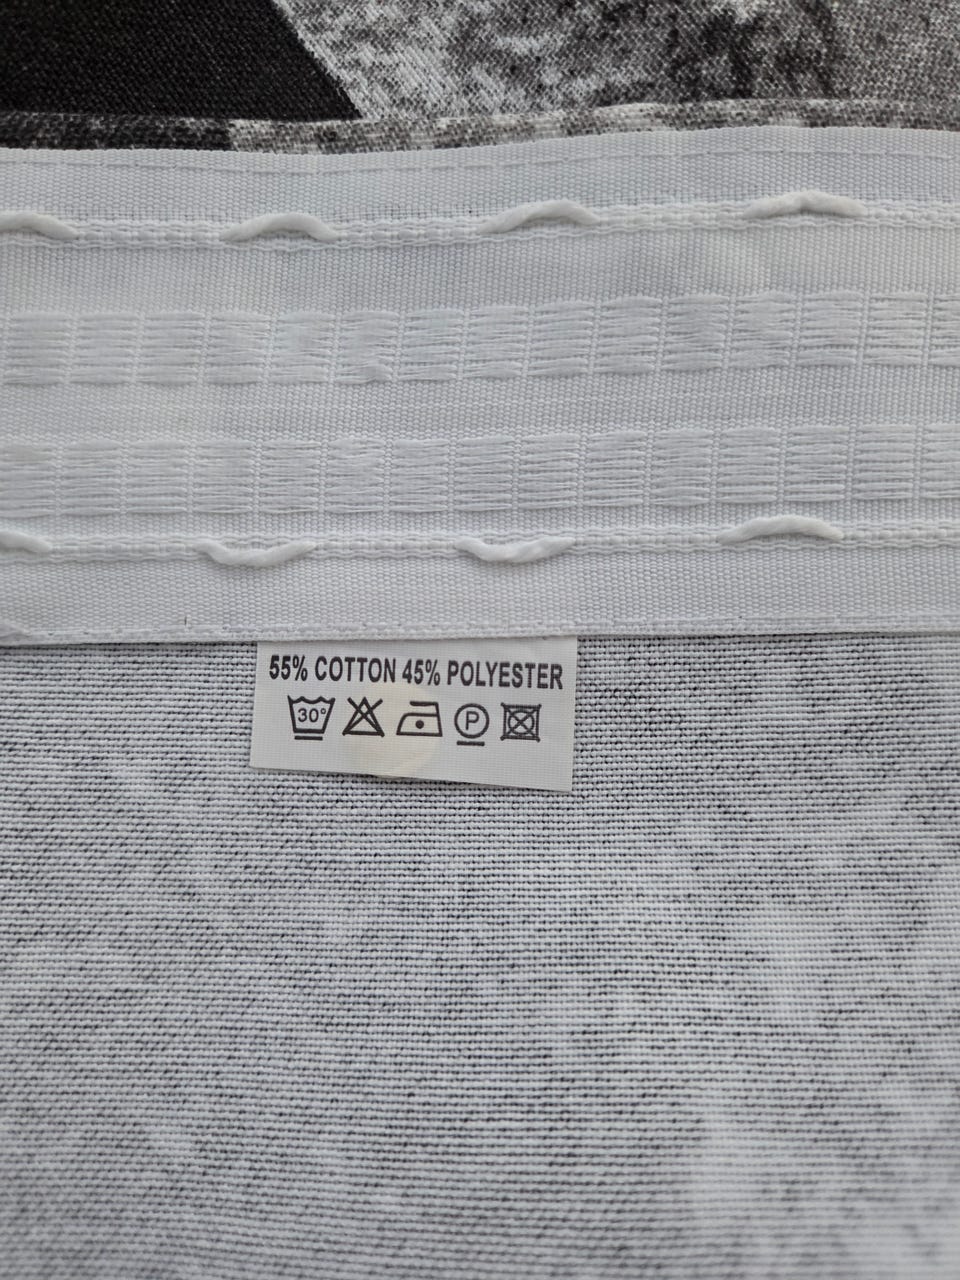 55% COTTON 45% POLYESTER
30° P